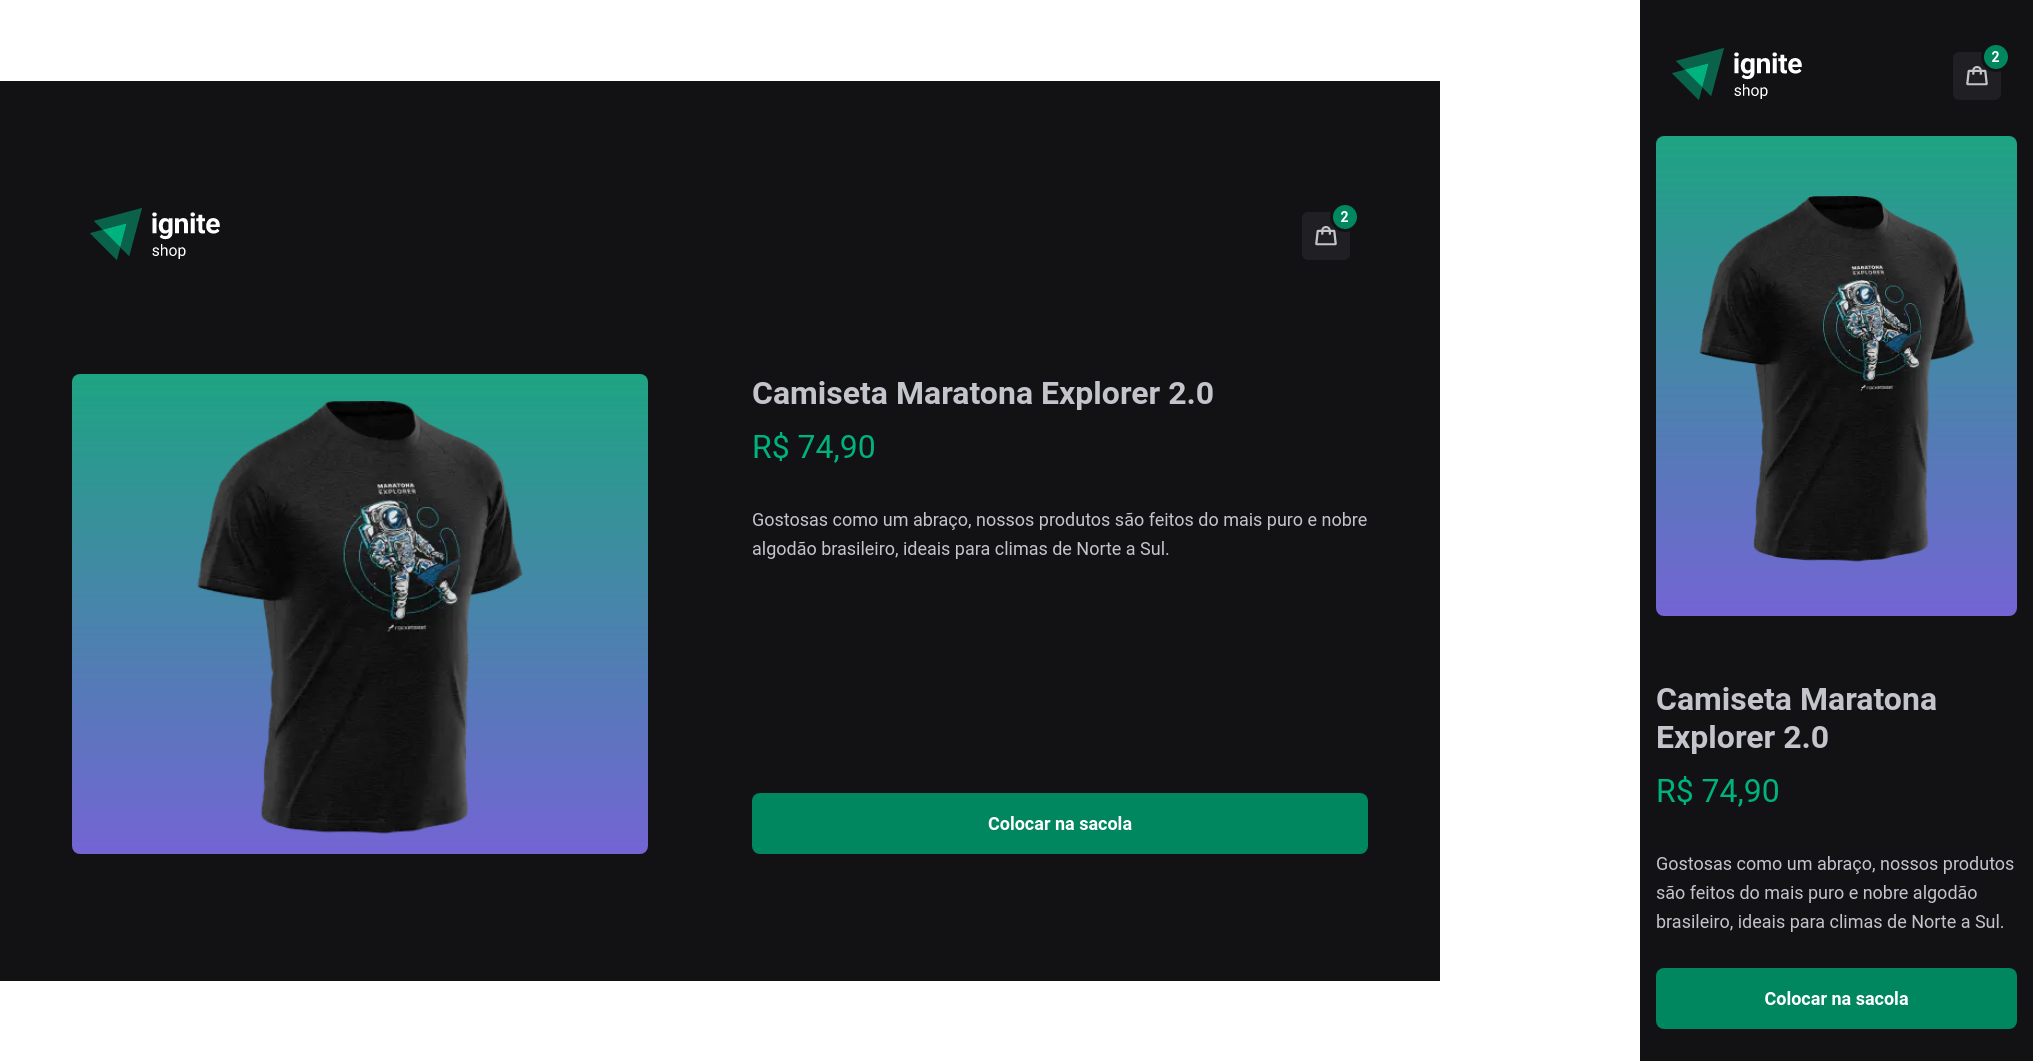 ignite
shop
2
MARATONA
EXPLORER
Camiseta Maratona Explorer 2.0
R$ 74,90
Gostosas como um abraço, nossos produtos são feitos do mais puro e nobre
algodão brasileiro, ideais para climas de Norte a Sul.
Colocar na sacola
ignite
shop
2
MARATONA
EXPLORER
Camiseta Maratona
Explorer 2.0
R$ 74,90
Gostosas como um abraço, nossos produtos
são feitos do mais puro e nobre algodão
brasileiro, ideais para climas de Norte a Sul.
Colocar na sacola